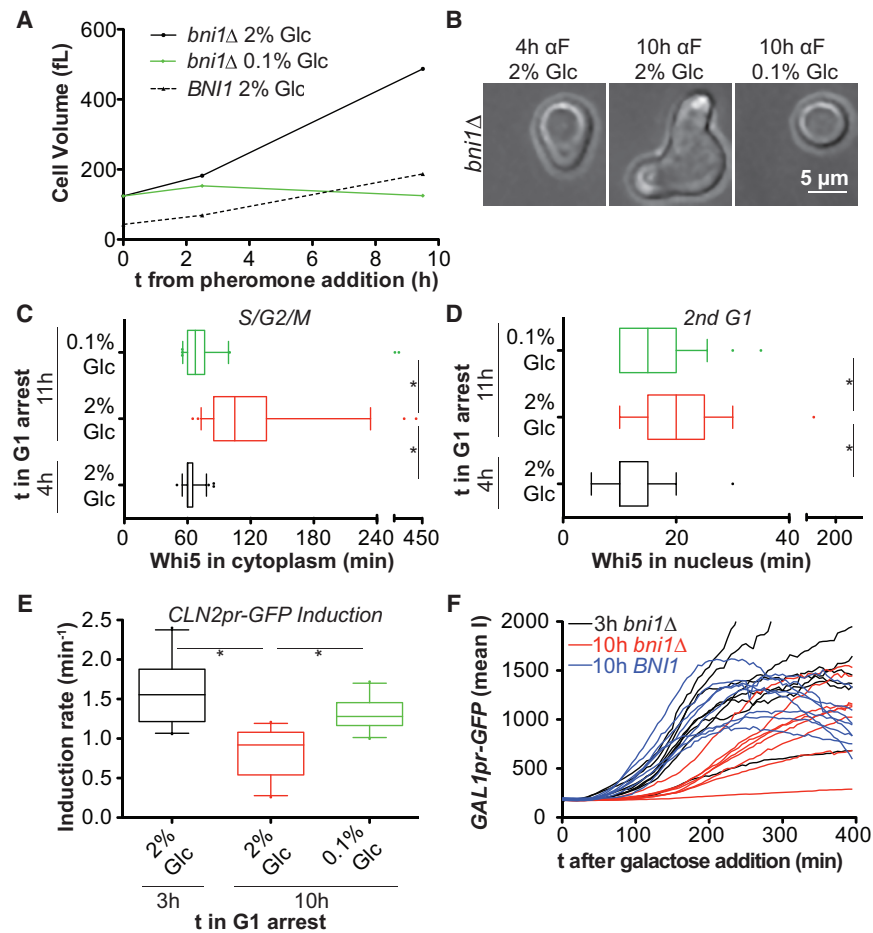 A
600
400
200
0
Cell Volume (fL)
bni1Δ 2% Glc
bni1Δ 0.1% Glc
BNI1 2% Glc
0 2 4 6 8 10
t from pheromone addition (h)
B
4h αF 10h αF 10h αF
2% Glc 2% Glc 0.1% Glc
bni1Δ
5 µm
C
S/G2/M
t in G1 arrest
11h
4h
0.1% Glc
2% Glc
2% Glc
*
*
0 60 120 180 240 450
Whi5 in cytoplasm (min)
D
2nd G1
t in G1 arrest
11h
4h
0.1% Glc
2% Glc
2% Glc
*
*
0 20 40 200
Whi5 in nucleus (min)
E
CLN2pr-GFP Induction
2.5
2.0
1.5
1.0
0.5
0.0
Induction rate (min⁻¹)
* *
2% Glc 2% Glc 0.1% Glc
3h 10h
t in G1 arrest
F
2000
1500
1000
500
0
GAL1pr-GFP (mean I)
3h bni1Δ
10h bni1Δ
10h BNI1
0 100 200 300 400
t after galactose addition (min)